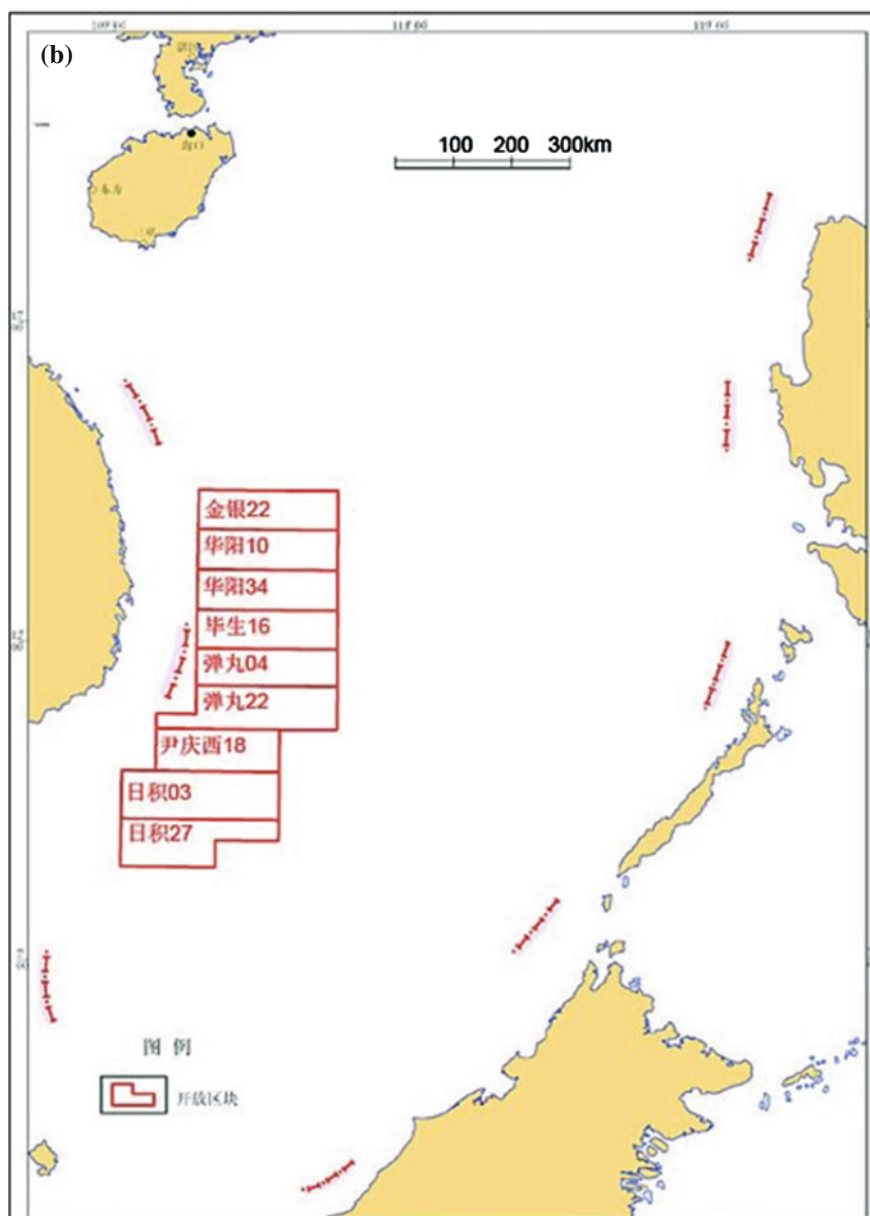 (b)
海口
东方
100 200 300km
金银22
华阳10
华阳34
毕生16
弹丸04
弹丸22
尹庆西18
日积03
日积27
图 例
开放区块